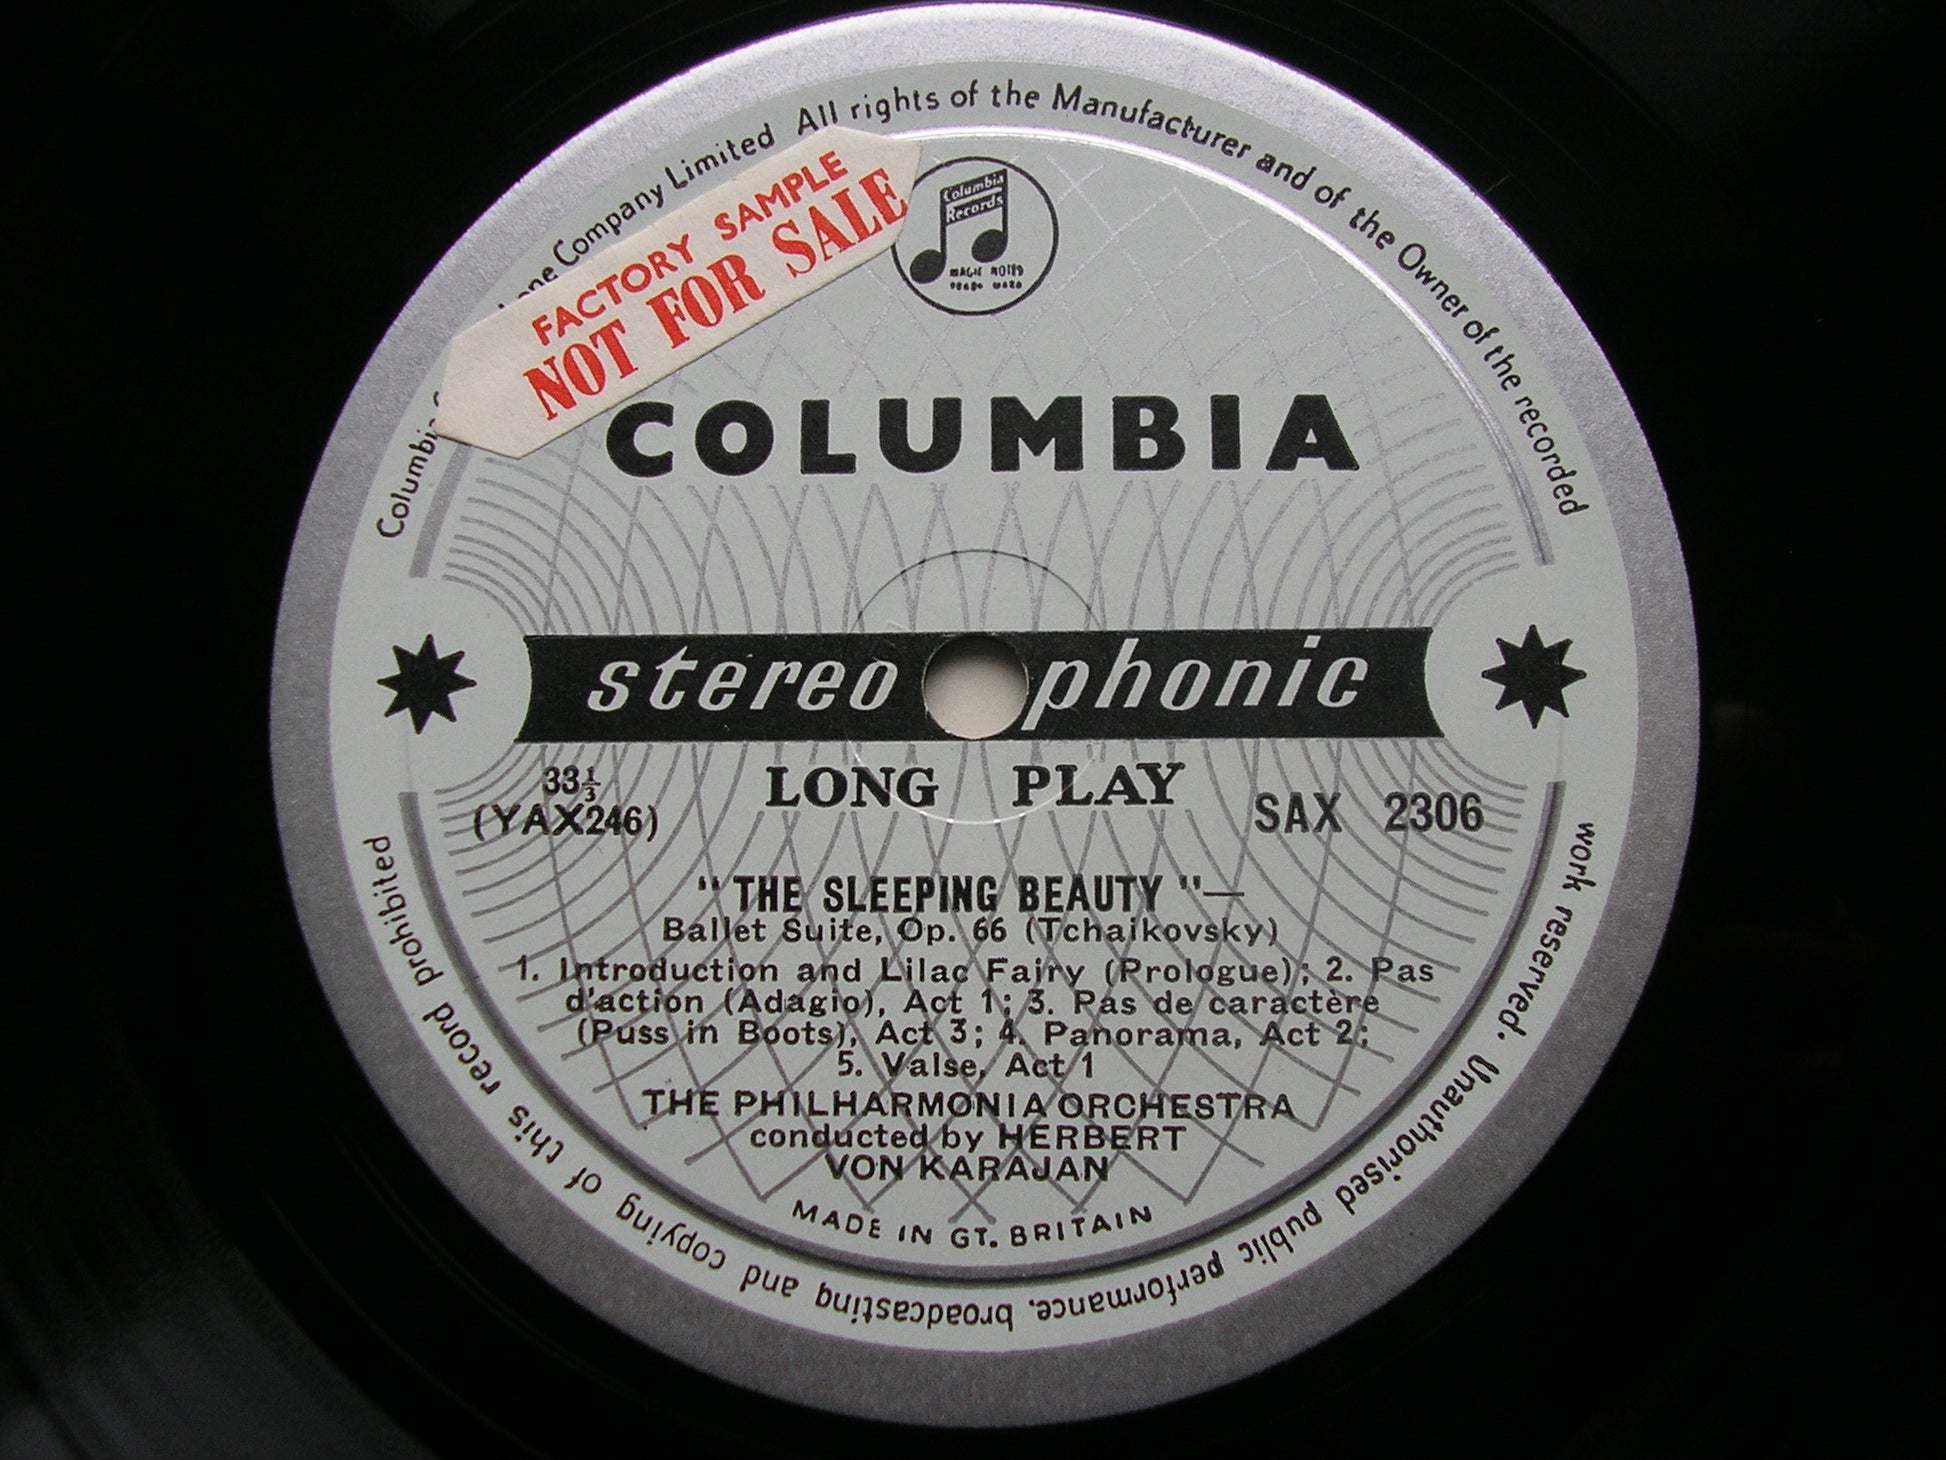 Columbia
Company Limited All rights of the Manufacturer and of the Owner of the recorded
work reserved. Unauthorised public performance, broadcasting and copying of this record prohibited
FACTORY SAMPLE
NOT FOR SALE
Columbia
Records
MAGIC NOTES
COLUMBIA
stereo phonic
LONG PLAY
33⅓
(YAX246)
SAX 2306
"THE SLEEPING BEAUTY"—
Ballet Suite, Op. 66 (Tchaikovsky)
1. Introduction and Lilac Fairy (Prologue); 2. Pas
d'action (Adagio), Act 1; 3. Pas de caractère
(Puss in Boots), Act 3; 4. Panorama, Act 2;
5. Valse, Act 1
THE PHILHARMONIA ORCHESTRA
conducted by HERBERT
VON KARAJAN
MADE IN GT. BRITAIN